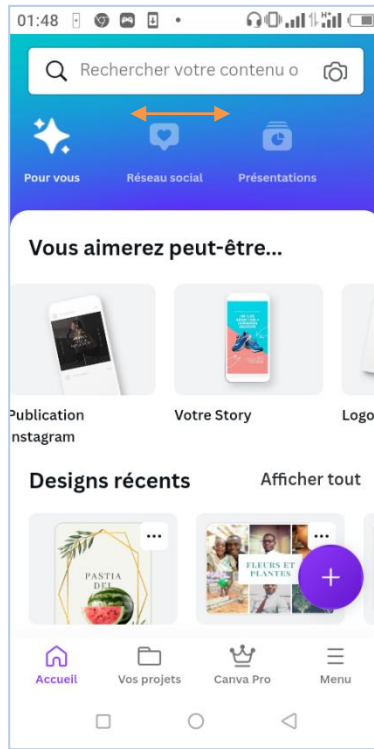 01:48
Rechercher votre contenu o
Pour vous
Réseau social
Présentations
Vous aimerez peut-être...
Publication
nstagram
Votre Story
Logo
Designs récents
Afficher tout
PASTIA
DEL
FLEURS ET
PLANTES
Accueil
Vos projets
Canva Pro
Menu